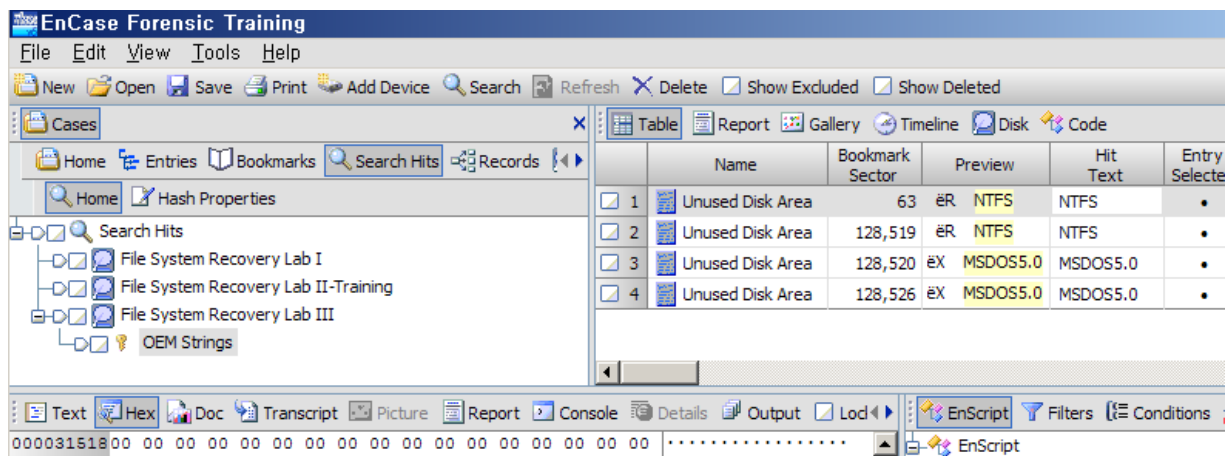 EnCase Forensic Training
File Edit View Tools Help
New Open Save Print Add Device Search Refresh Delete Show Excluded Show Deleted
Cases
Home Entries Bookmarks Search Hits Records
Home Hash Properties
Search Hits
File System Recovery Lab I
File System Recovery Lab II-Training
File System Recovery Lab III
OEM Strings
Table Report Gallery Timeline Disk Code
Name Bookmark Sector Preview Hit Text Entry Selecte
1 Unused Disk Area 63 ëR NTFS NTFS •
2 Unused Disk Area 128,519 ëR NTFS NTFS •
3 Unused Disk Area 128,520 ëX MSDOS5.0 MSDOS5.0 •
4 Unused Disk Area 128,526 ëX MSDOS5.0 MSDOS5.0 •
Text Hex Doc Transcript Picture Report Console Details Output Lod
EnScript Filters Conditions
000031518 00 00 00 00 00 00 00 00 00 00 00 00 00 00 00 00 00 ·················
EnScript